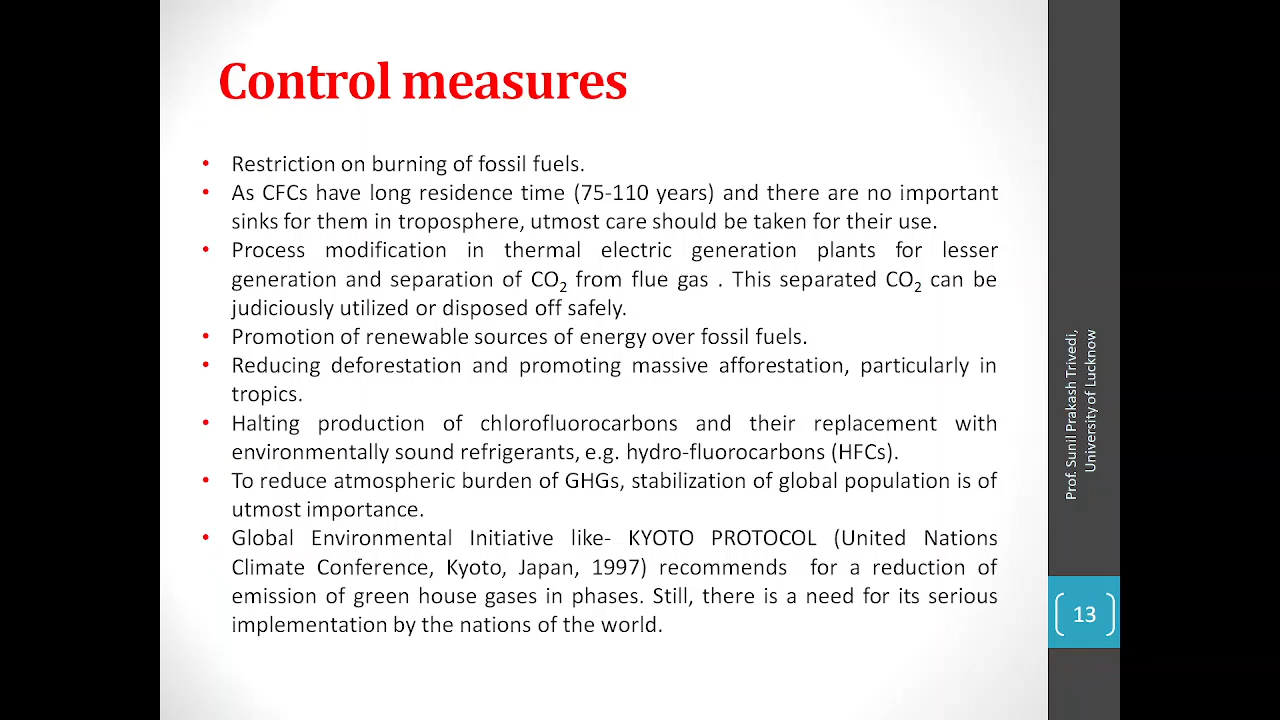 Control measures
• Restriction on burning of fossil fuels.
• As CFCs have long residence time (75-110 years) and there are no important
sinks for them in troposphere, utmost care should be taken for their use.
• Process modification in thermal electric generation plants for lesser
generation and separation of CO₂ from flue gas . This separated CO₂ can be
judiciously utilized or disposed off safely.
• Promotion of renewable sources of energy over fossil fuels.
• Reducing deforestation and promoting massive afforestation, particularly in
tropics.
• Halting production of chlorofluorocarbons and their replacement with
environmentally sound refrigerants, e.g. hydro-fluorocarbons (HFCs).
• To reduce atmospheric burden of GHGs, stabilization of global population is of
utmost importance.
• Global Environmental Initiative like- KYOTO PROTOCOL (United Nations
Climate Conference, Kyoto, Japan, 1997) recommends for a reduction of
emission of green house gases in phases. Still, there is a need for its serious
implementation by the nations of the world.
Prof. Sunil Prakash Trivedi,
University of Lucknow
13